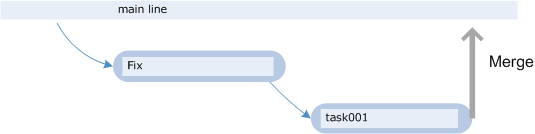 main line
Fix
Merge
task001